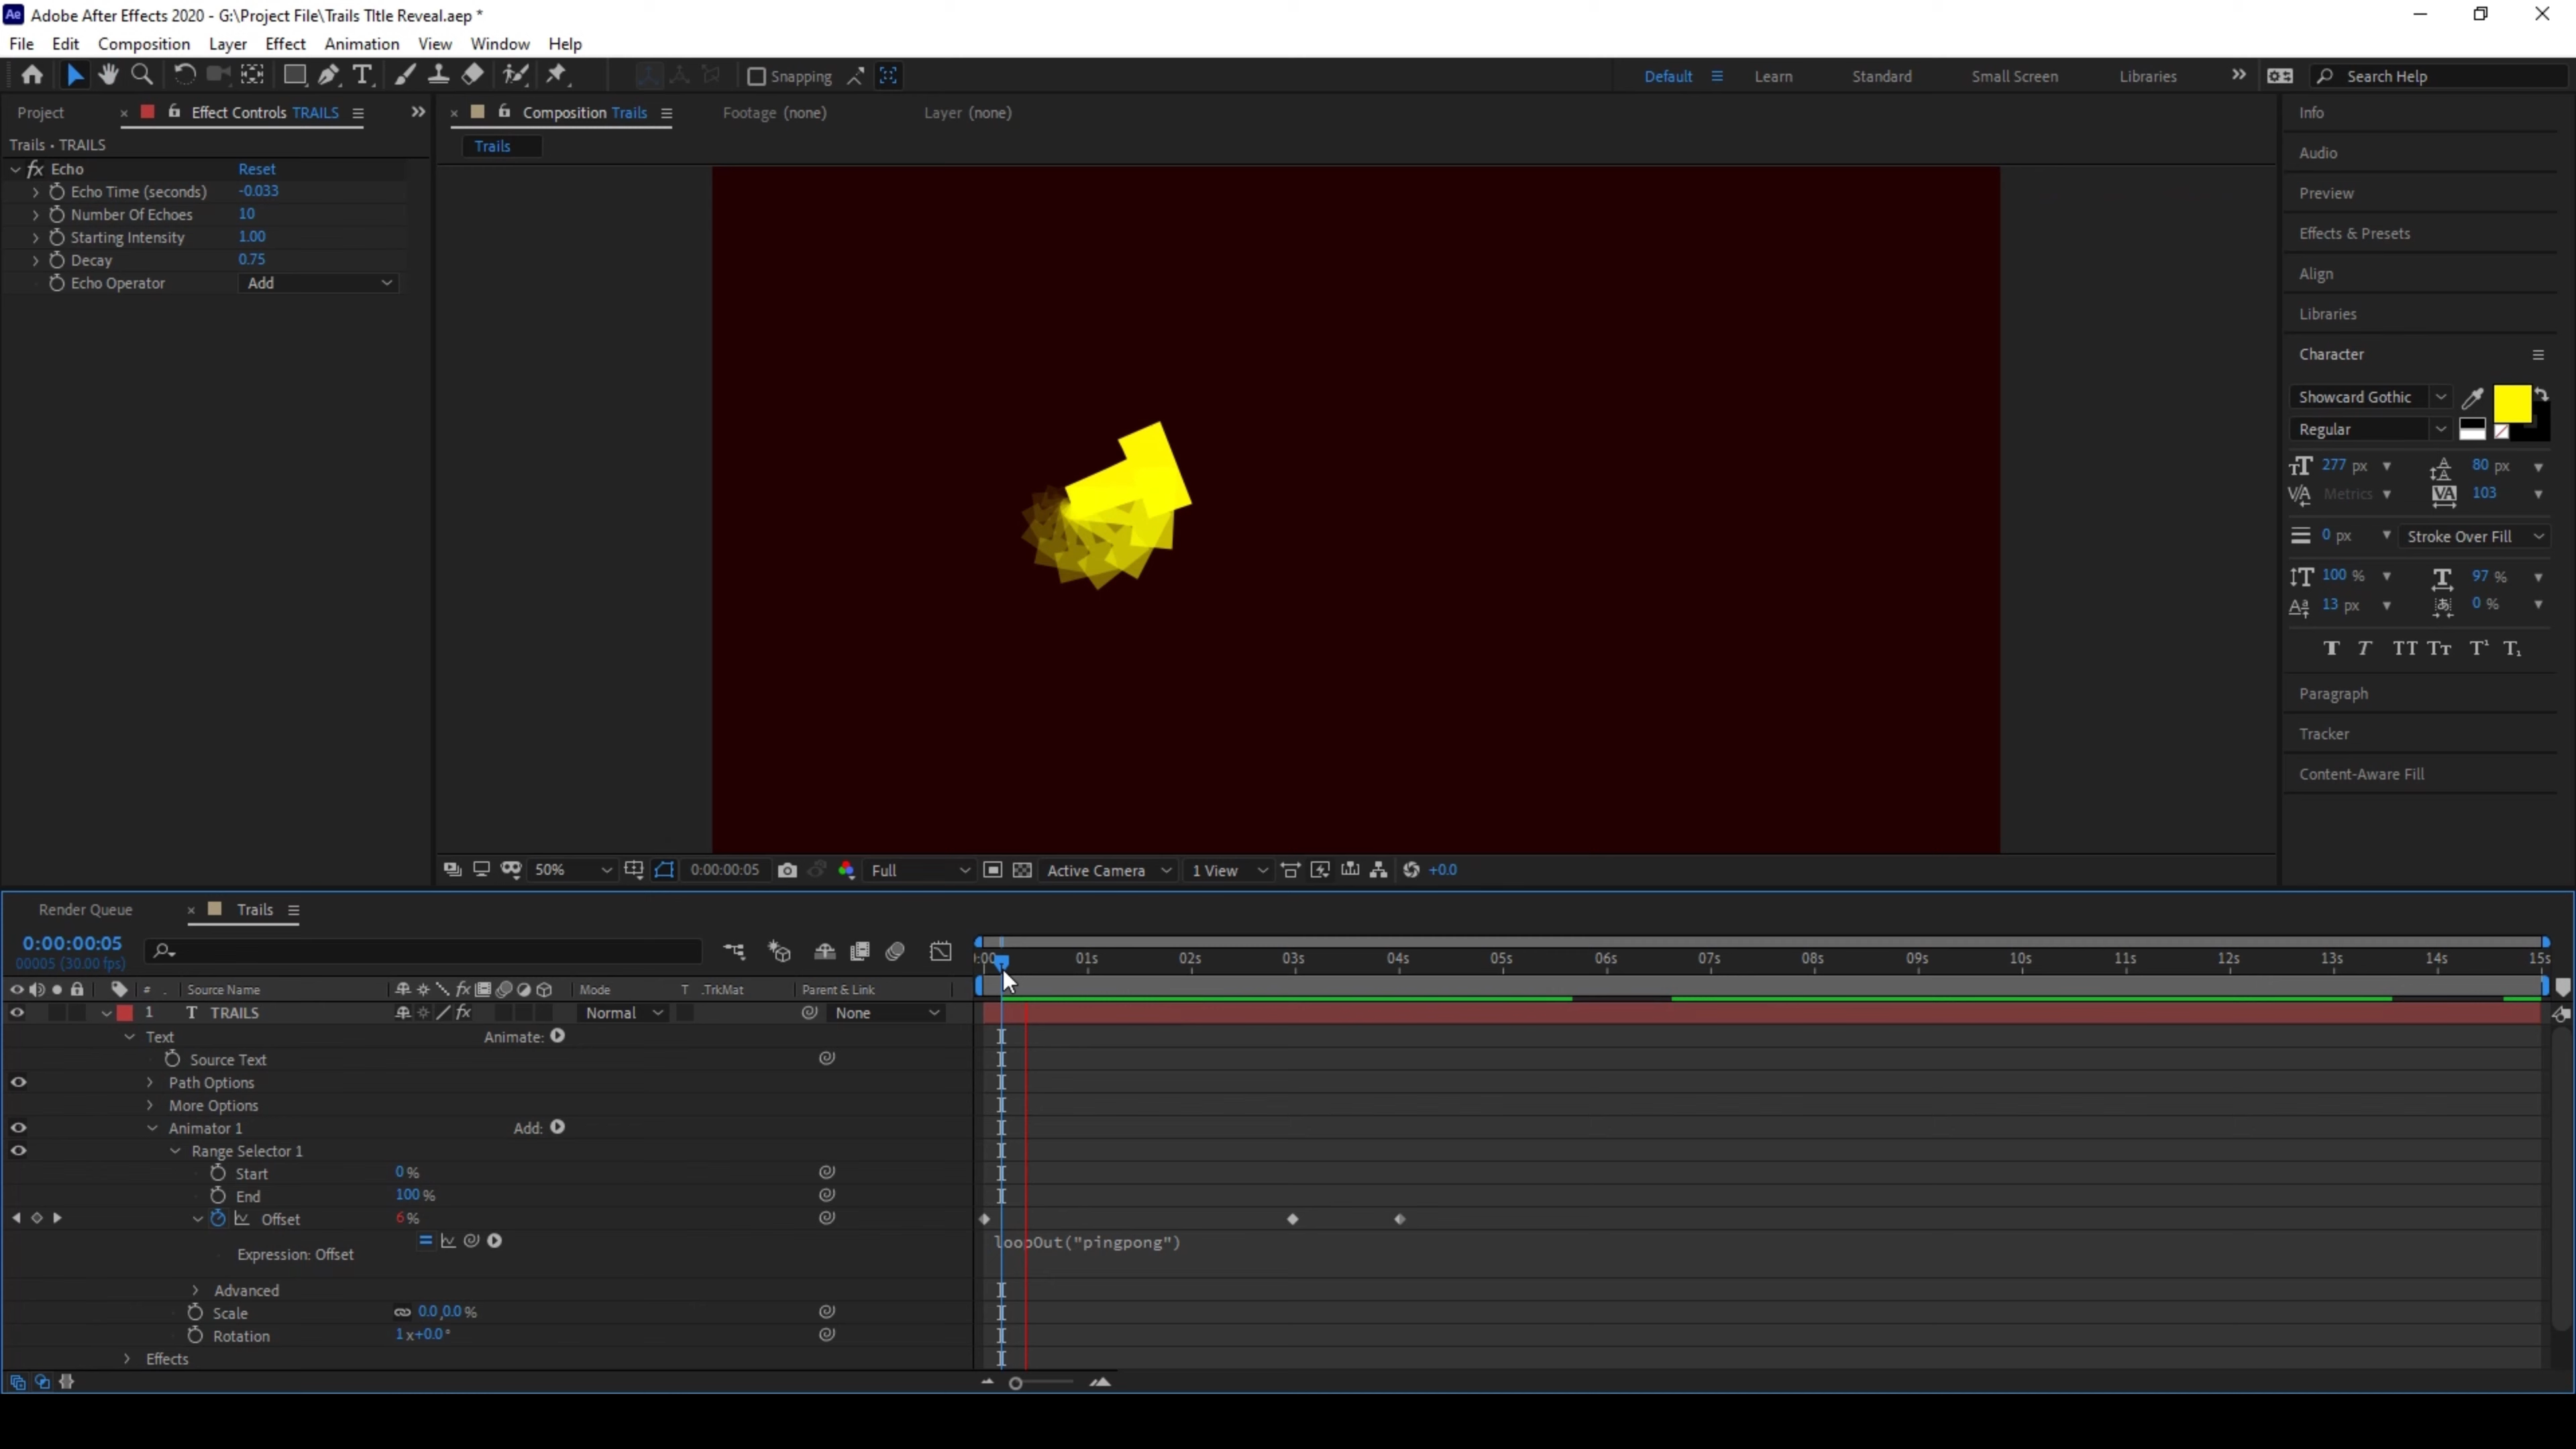 Ae Adobe After Effects 2020 - G:\Project File\Trails TItle Reveal.aep *
File Edit Composition Layer Effect Animation View Window Help
Snapping Default Learn Standard Small Screen Libraries Search Help
Project Effect Controls TRAILS
Composition Trails Footage (none) Layer (none)
Trails • TRAILS
Trails
fx Echo Reset
Echo Time (seconds) -0.033
Number Of Echoes 10
Starting Intensity 1.00
Decay 0.75
Echo Operator Add
Info
Audio
Preview
Effects & Presets
Align
Libraries
Character
Showcard Gothic
Regular
277 px 80 px
Metrics 103
0 px Stroke Over Fill
100 % 97 %
13 px 0 %
T T TT Tt T¹ T₁
Paragraph
Tracker
Content-Aware Fill
50% 0:00:00:05 Full Active Camera 1 View +0.0
Render Queue Trails
0:00:00:05
00005 (30.00 fps)
:00 01s 02s 03s 04s 05s 06s 07s 08s 09s 10s 11s 12s 13s 14s 15s
# . Source Name fx Mode T .TrkMat Parent & Link
1 T TRAILS fx Normal None
Text Animate:
Source Text
Path Options
More Options
Animator 1 Add:
Range Selector 1
Start 0 %
End 100 %
Offset 6 %
Expression: Offset loopOut("pingpong")
Advanced
Scale 0.0,0.0 %
Rotation 1x+0.0°
Effects